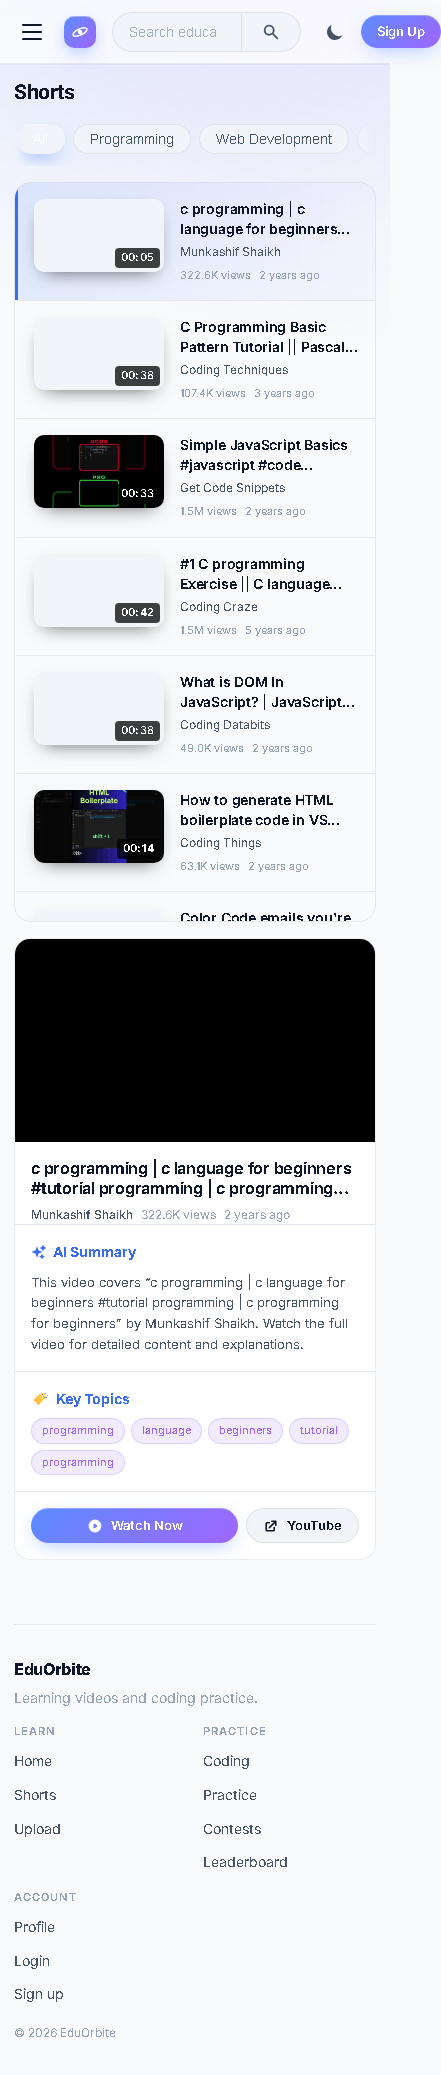 Search educa
Sign Up
Shorts
All
Programming
Web Development
00:05
c programming | c
language for beginners...
Munkashif Shaikh
322.6K views 2 years ago
00:38
C Programming Basic
Pattern Tutorial || Pascal...
Coding Techniques
107.4K views 3 years ago
NOOB
PRO
00:33
Simple JavaScript Basics
#javascript #code...
Get Code Snippets
1.5M views 2 years ago
00:42
#1 C programming
Exercise || C language...
Coding Craze
1.5M views 5 years ago
00:38
What is DOM In
JavaScript? | JavaScript...
Coding Databits
49.0K views 2 years ago
HTML
Boilerplate
shift + !
00:14
How to generate HTML
boilerplate code in VS...
Coding Things
63.1K views 2 years ago
Color Code emails you're
c programming | c language for beginners
#tutorial programming | c programming...
Munkashif Shaikh 322.6K views 2 years ago
AI Summary
This video covers “c programming | c language for
beginners #tutorial programming | c programming
for beginners” by Munkashif Shaikh. Watch the full
video for detailed content and explanations.
Key Topics
programming
language
beginners
tutorial
programming
Watch Now
YouTube
EduOrbite
Learning videos and coding practice.
LEARN
Home
Shorts
Upload
PRACTICE
Coding
Practice
Contests
Leaderboard
ACCOUNT
Profile
Login
Sign up
© 2026 EduOrbite